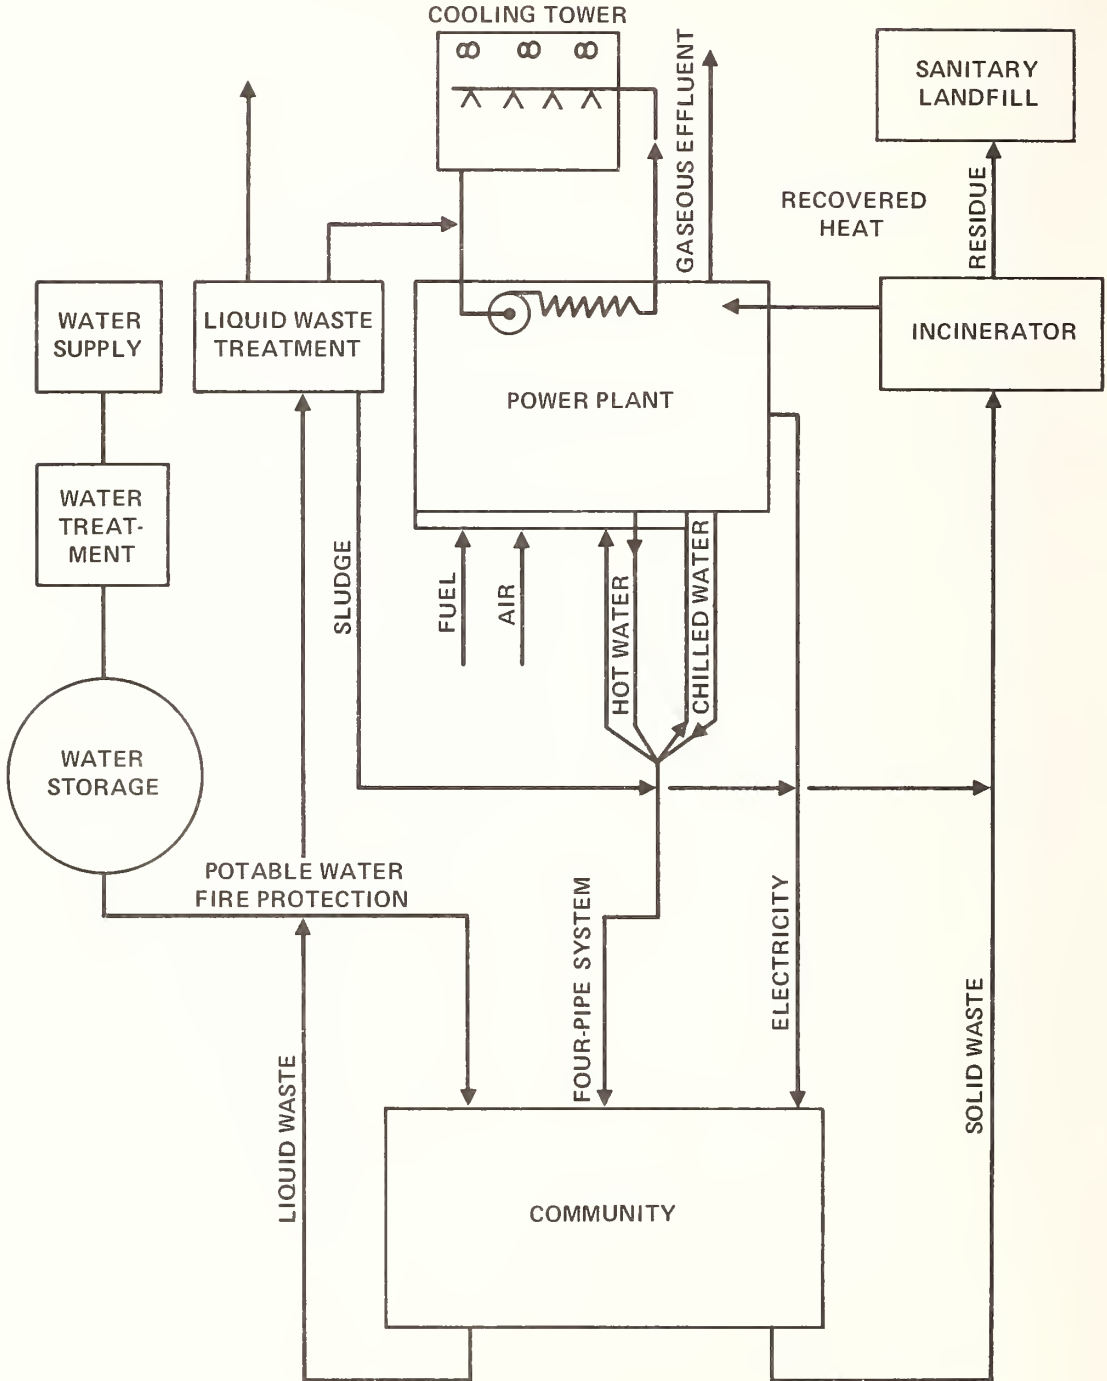 COOLING TOWER
GASEOUS EFFLUENT
SANITARY
LANDFILL
RECOVERED
HEAT
RESIDUE
WATER
SUPPLY
LIQUID WASTE
TREATMENT
INCINERATOR
POWER PLANT
WATER
TREAT-
MENT
SLUDGE
FUEL
AIR
HOT WATER
CHILLED WATER
WATER
STORAGE
POTABLE WATER
FIRE PROTECTION
FOUR-PIPE SYSTEM
ELECTRICITY
SOLID WASTE
LIQUID WASTE
COMMUNITY